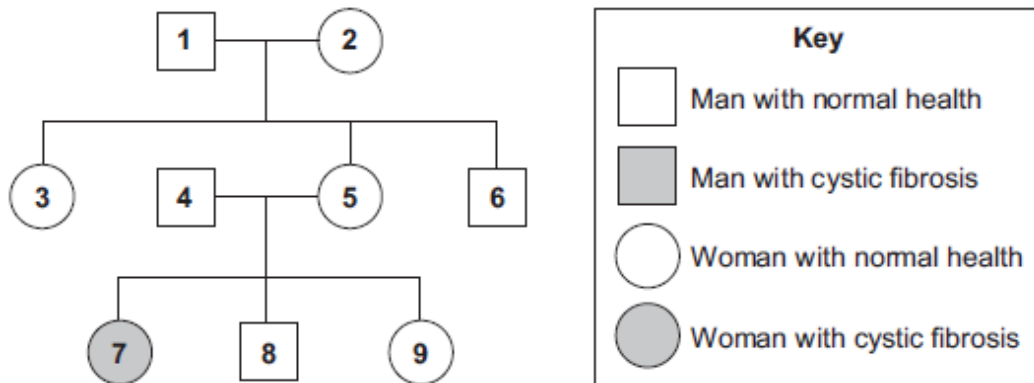 1 2
3 4 5 6
7 8 9
Key
Man with normal health
Man with cystic fibrosis
Woman with normal health
Woman with cystic fibrosis